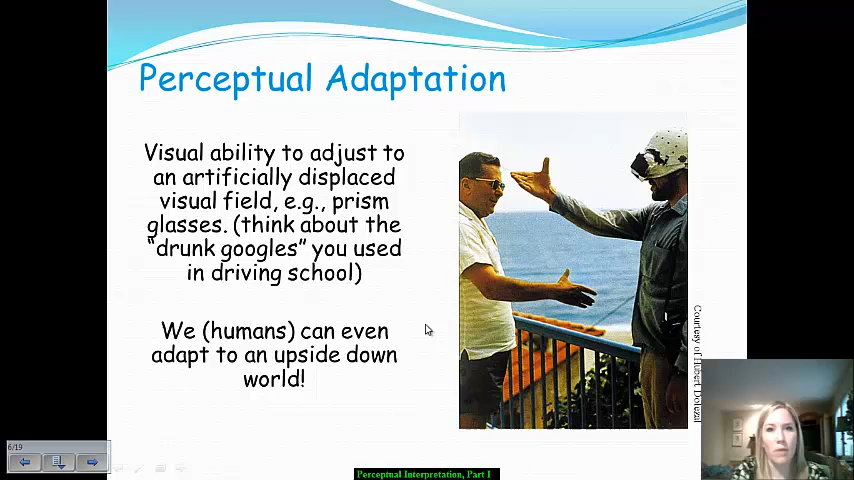 Perceptual Adaptation
Visual ability to adjust to
an artificially displaced
visual field, e.g., prism
glasses. (think about the
“drunk googles” you used
in driving school)
We (humans) can even
adapt to an upside down
world!
Courtesy of Hubert Dolezal
6/19
Perceptual Interpretation, Part I